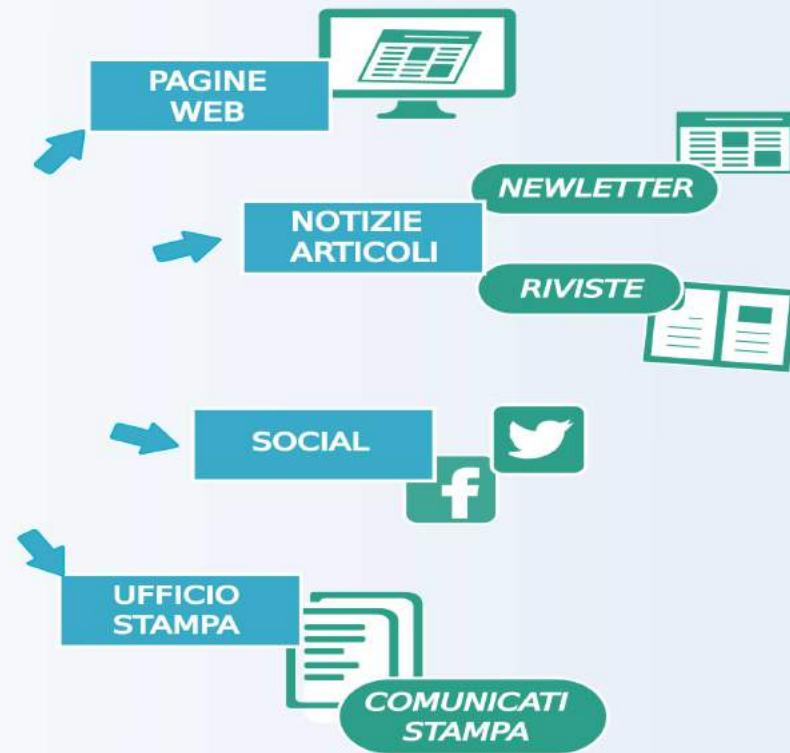 PAGINE
WEB
NEWLETTER
NOTIZIE
ARTICOLI
RIVISTE
SOCIAL
UFFICIO
STAMPA
COMUNICATI
STAMPA